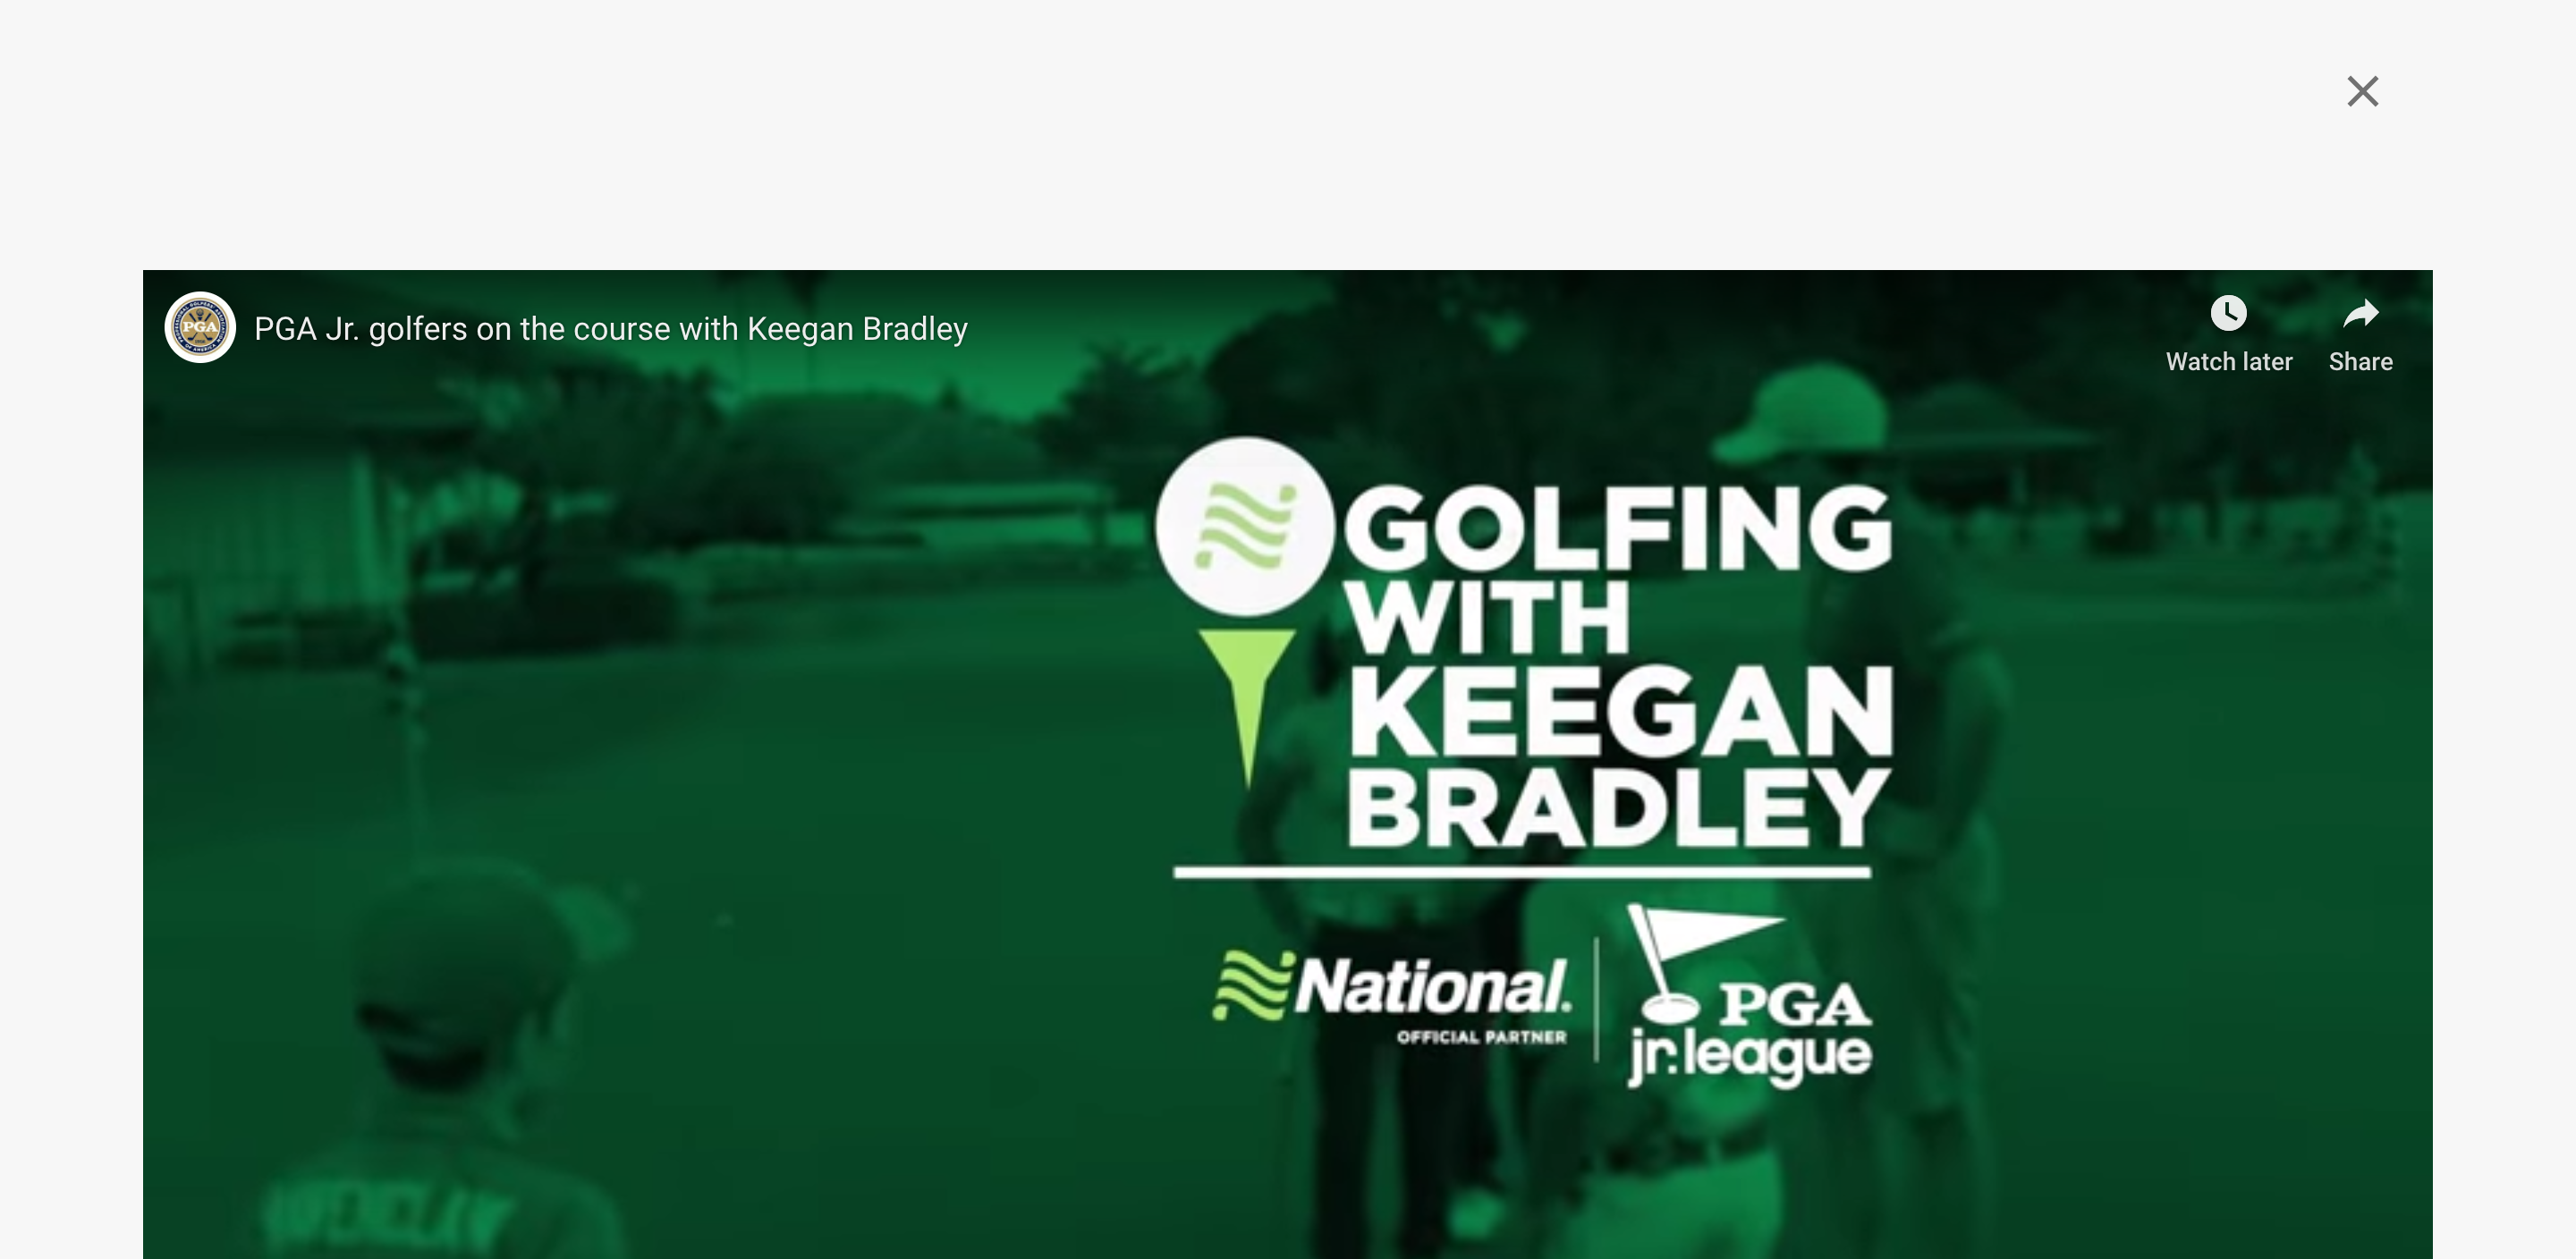 PGA
PGA Jr. golfers on the course with Keegan Bradley
Watch later
Share
GOLFING
WITH
KEEGAN
BRADLEY
National.
OFFICIAL PARTNER
PGA
jr. league